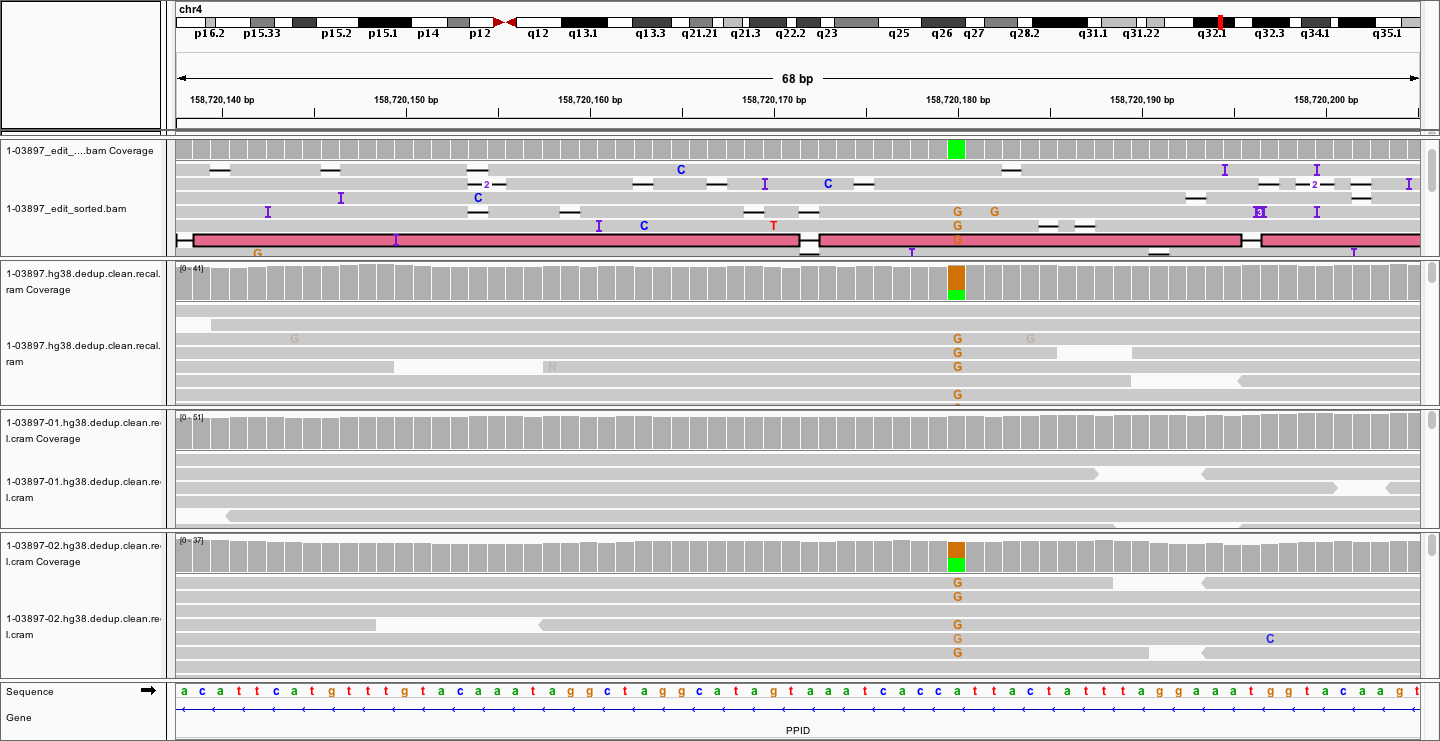 chr4
p16.2 p15.33 p15.2 p15.1 p14 p12 q12 q13.1 q13.3 q21.21 q21.3 q22.2 q23 q25 q26 q27 q28.2 q31.1 q31.22 q32.1 q32.3 q34.1 q35.1
68 bp
158,720,140 bp 158,720,150 bp 158,720,160 bp 158,720,170 bp 158,720,180 bp 158,720,190 bp 158,720,200 bp
1-03897_edit_....bam Coverage
C
2 C 2
C
1-03897_edit_sorted.bam
G G 3
C T G
G
G
1-03897.hg38.dedup.clean.recal.
ram Coverage
[0 - 41]
G G G
1-03897.hg38.dedup.clean.recal.
ram
G
N G
G
1-03897-01.hg38.dedup.clean.re
l.cram Coverage
[0 - 51]
1-03897-01.hg38.dedup.clean.re
l.cram
1-03897-02.hg38.dedup.clean.re
l.cram Coverage
[0 - 37]
G
G
1-03897-02.hg38.dedup.clean.re
l.cram
G
G C
G
Sequence a c a t t c a t g t t t g t a c a a a t a g g c t a g g c a t a g t a a a t c a c c a t t a c t a t t t a g g a a a t g g t a c a a g t
Gene
PPID